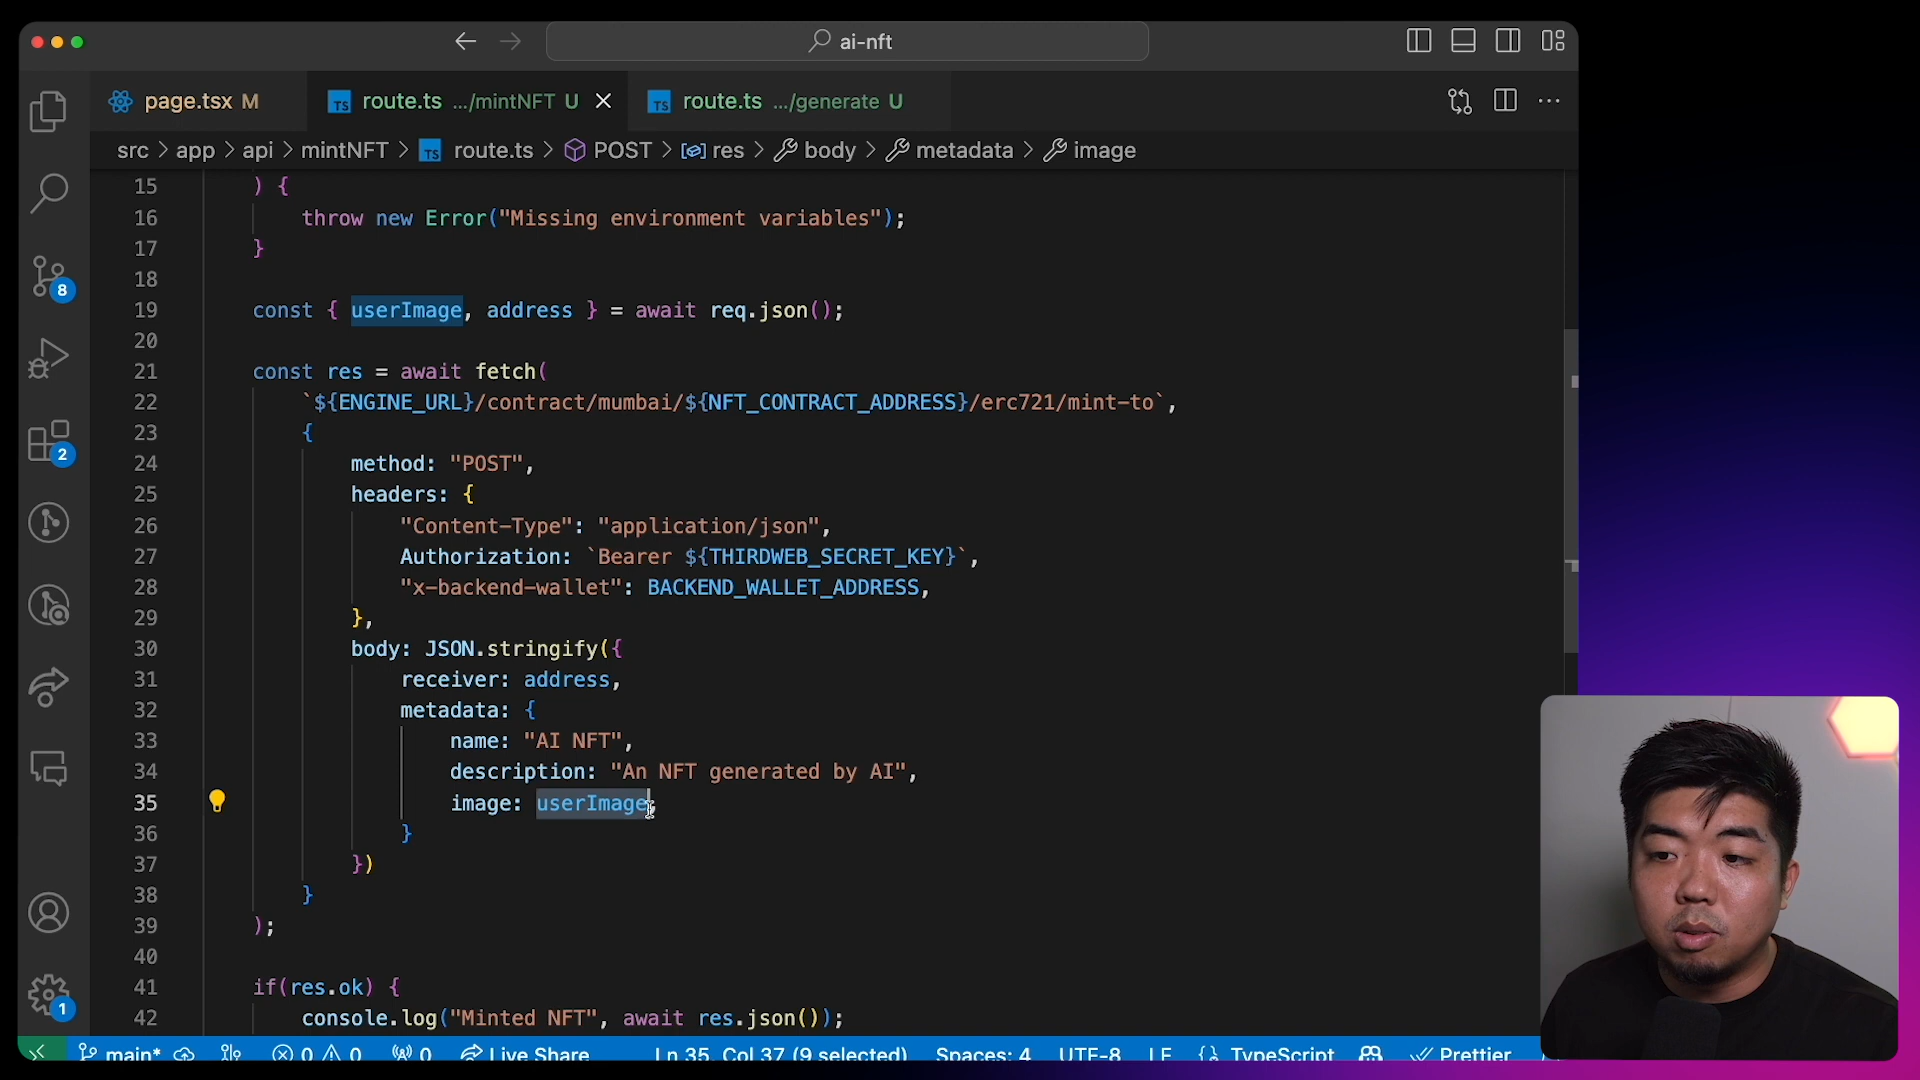 ai-nft
page.tsx M
TS route.ts .../mintNFT U
TS route.ts .../generate U
src > app > api > mintNFT > TS route.ts > POST > res > body > metadata > image
15 ) {
16 throw new Error("Missing environment variables");
17 }
18
19 const { userImage, address } = await req.json();
20
21 const res = await fetch(
22 `${ENGINE_URL}/contract/mumbai/${NFT_CONTRACT_ADDRESS}/erc721/mint-to`,
23 {
24 method: "POST",
25 headers: {
26 "Content-Type": "application/json",
27 Authorization: `Bearer ${THIRDWEB_SECRET_KEY}`,
28 "x-backend-wallet": BACKEND_WALLET_ADDRESS,
29 },
30 body: JSON.stringify({
31 receiver: address,
32 metadata: {
33 name: "AI NFT",
34 description: "An NFT generated by AI",
35 image: userImage,
36 }
37 })
38 }
39 );
40
41 if(res.ok) {
42 console.log("Minted NFT", await res.json());
8
2
1
main* 0 0 0 Live Share Ln 35, Col 37 (9 selected) Spaces: 4 UTF-8 LF {} TypeScript Prettier